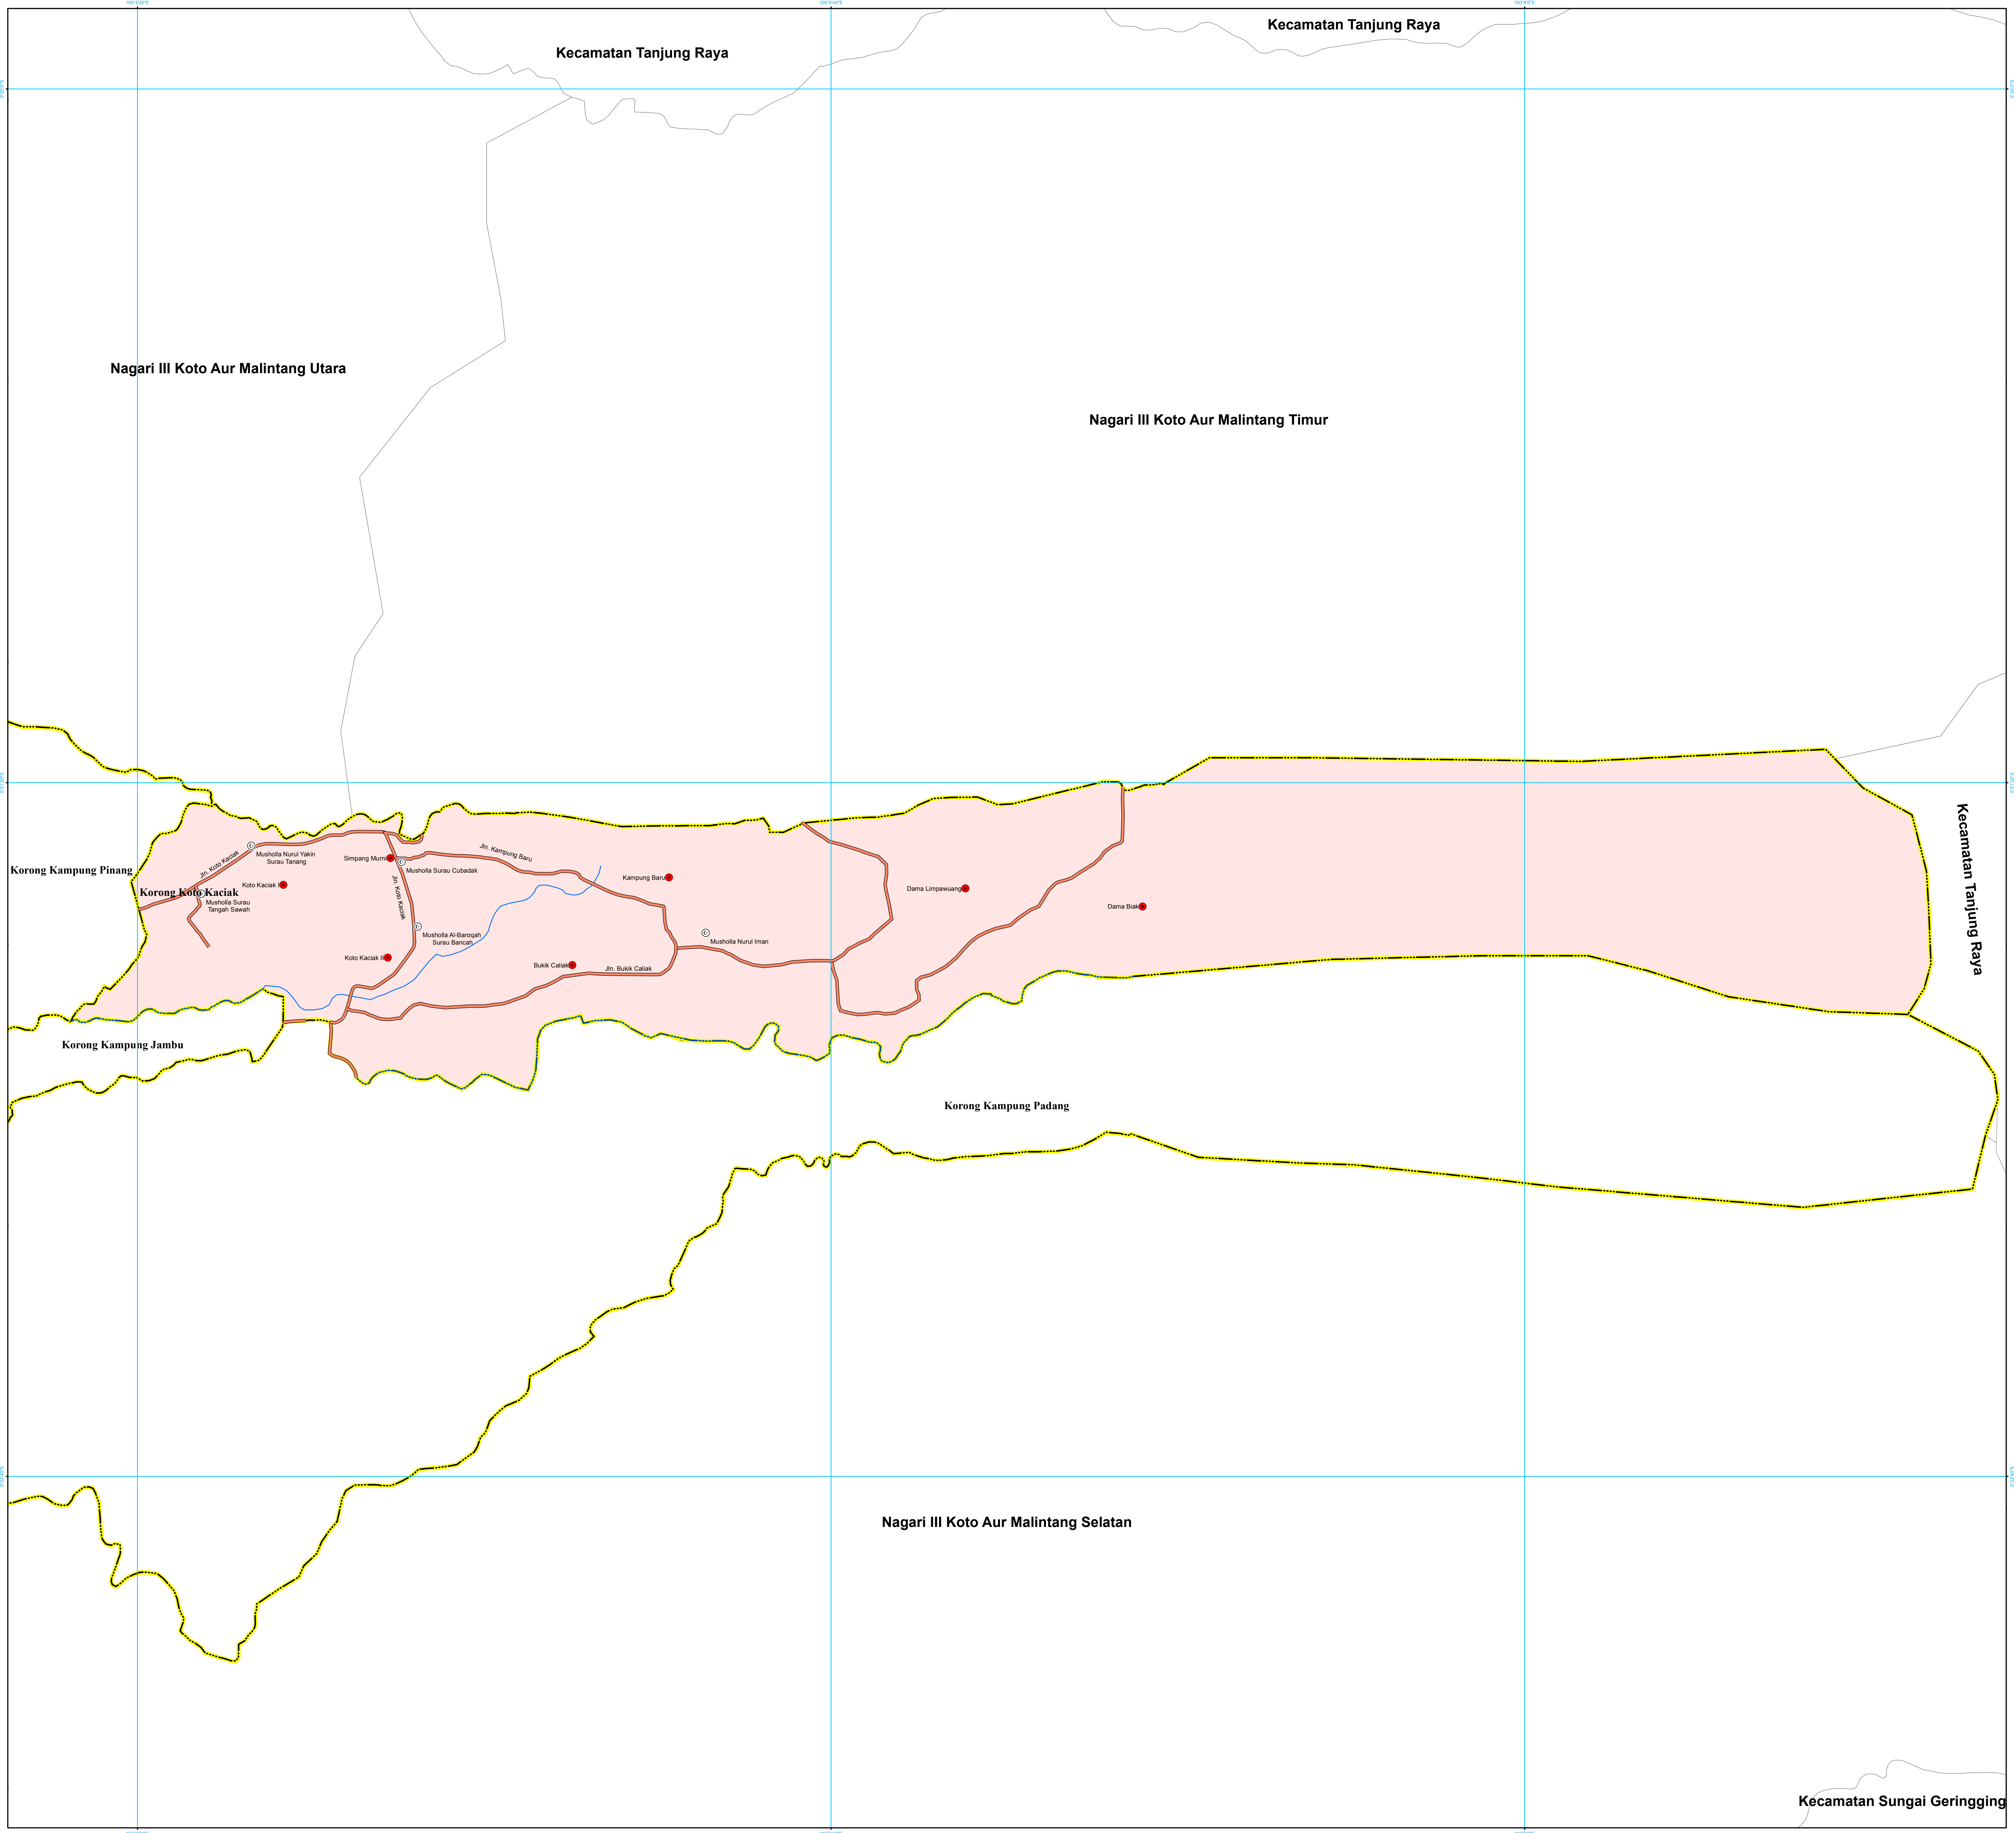 Kecamatan Tanjung Raya
Kecamatan Tanjung Raya
Nagari III Koto Aur Malintang Utara
Nagari III Koto Aur Malintang Timur
Jln. Koto Kaciak
Musholla Nurul Yakin
Surau Tanang
Simpang Murni
Jln. Kampung Baru
Musholla Surau Cubadak
Korong Kampung Pinang
Koto Kaciak I
Korong Koto Kaciak
Musholla Surau
Tangah Sawah
Jln. Koto Kaciak
Kampung Baru
Dama Limpawuang
Dama Biak
Kecamatan Tanjung Raya
Musholla Al-Baroqah
Surau Bancah
Musholla Nurul Iman
Koto Kaciak II
Bukik Caliak
Jln. Bukik Caliak
Korong Kampung Jambu
Korong Kampung Padang
Nagari III Koto Aur Malintang Selatan
Kecamatan Sungai Geringging